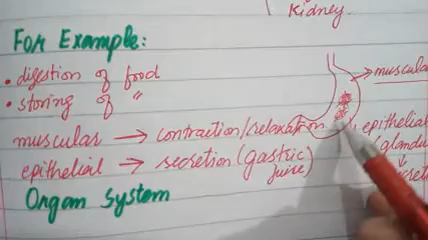 Kidney.
For Example:
• digestion of food
• storing of "
muscular
muscular → contraction/relaxation
epithelial
(glandu
epithelial → secretion (gastric
Juire)
Organ System